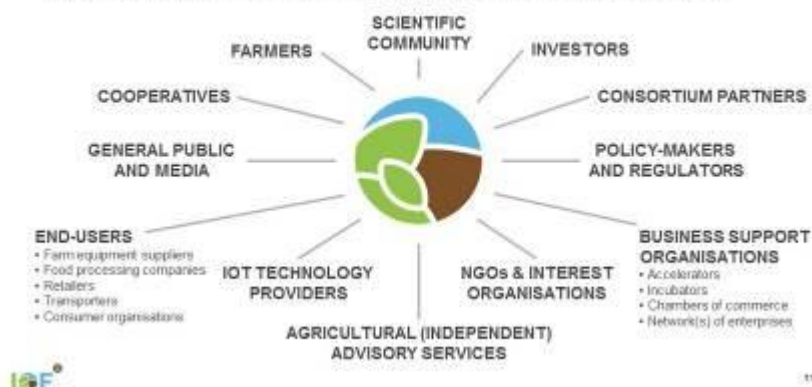 SCIENTIFIC
COMMUNITY
FARMERS
INVESTORS
COOPERATIVES
CONSORTIUM PARTNERS
GENERAL PUBLIC
AND MEDIA
POLICY-MAKERS
AND REGULATORS
END-USERS
• Farm equipment suppliers
• Food processing companies
• Retailers
• Transporters
• Consumer organisations
IOT TECHNOLOGY
PROVIDERS
NGOs & INTEREST
ORGANISATIONS
BUSINESS SUPPORT
ORGANISATIONS
• Accelerators
• Incubators
• Chambers of commerce
• Network(s) of enterprises
AGRICULTURAL (INDEPENDENT)
ADVISORY SERVICES